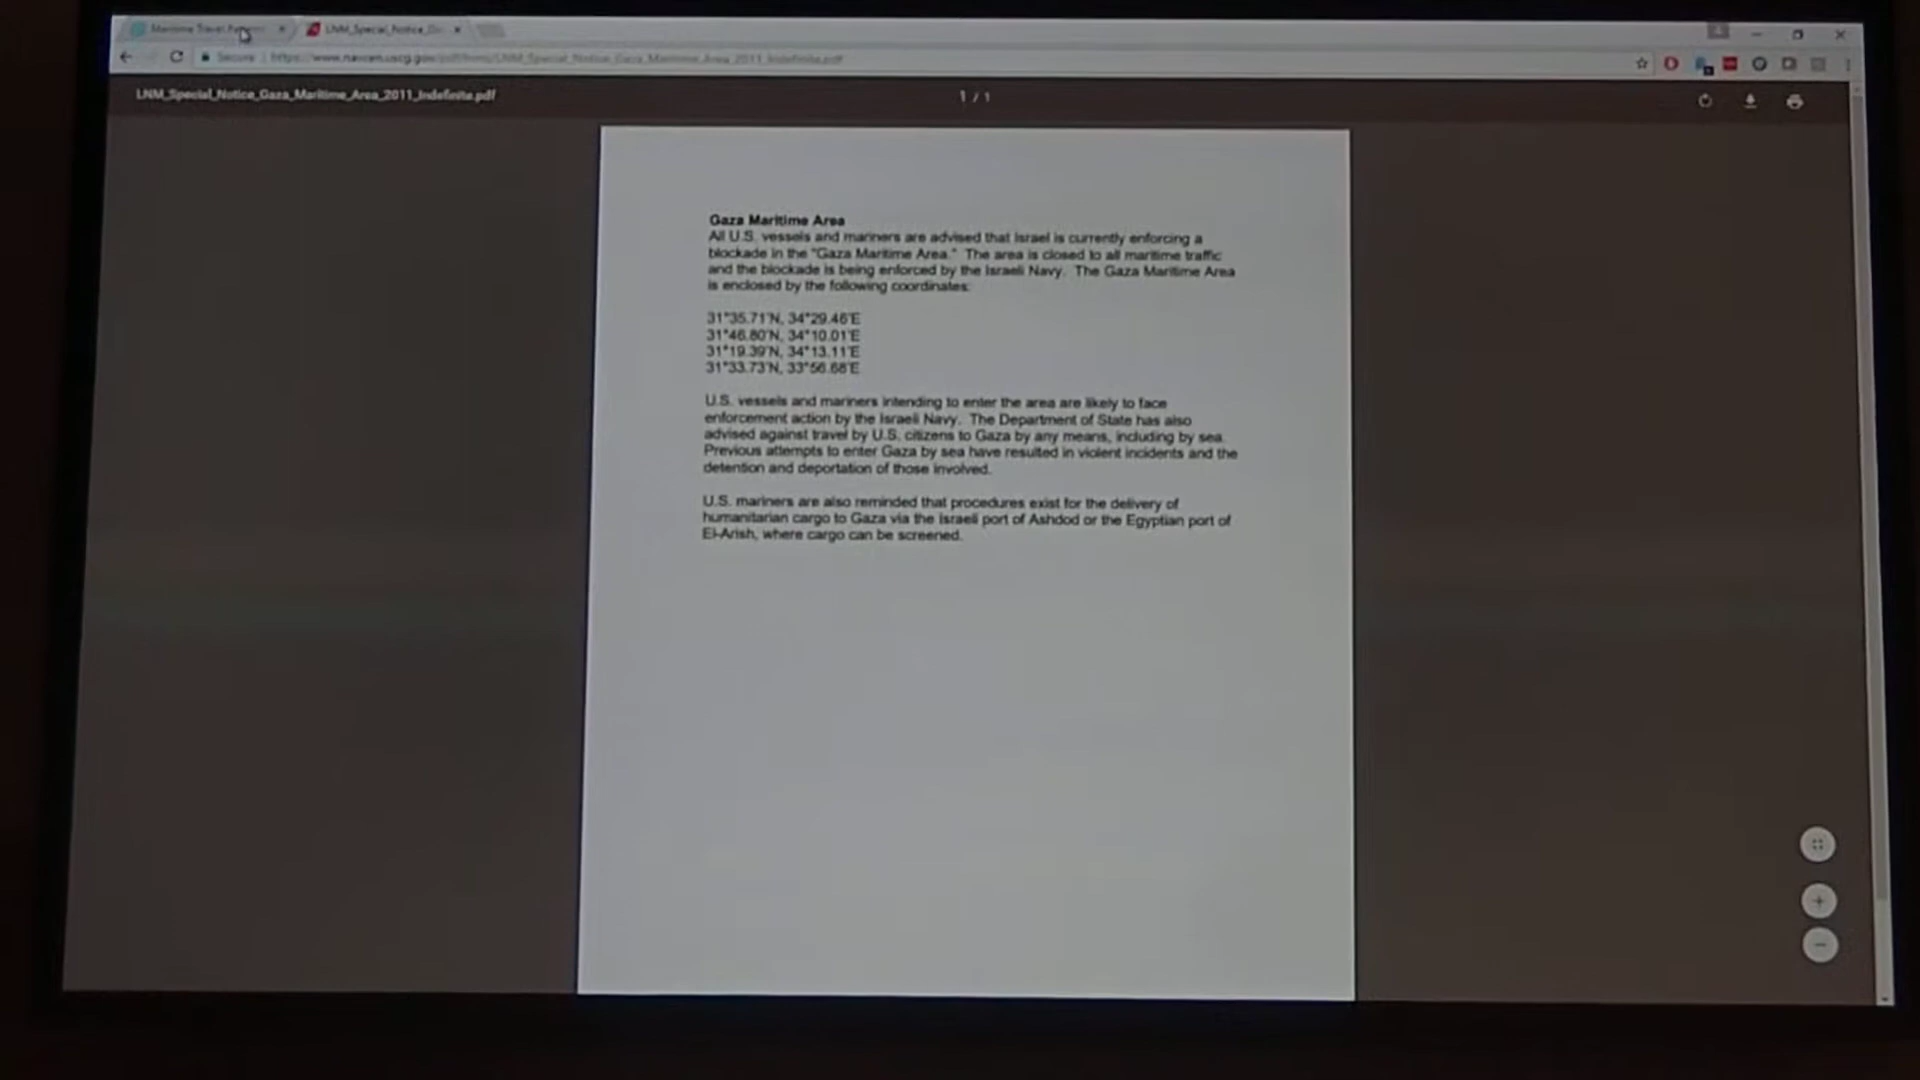 Maritime Travel
LNM_Special_Notice_Ga
Secure https://www.navcen.uscg.gov/pdf/lnms/LNM_Special_Notice_Gaza_Maritime_Area_2011_Indefinite.pdf
LNM_Special_Notice_Gaza_Maritime_Area_2011_Indefinite.pdf
1 / 1
Gaza Maritime Area
All U.S. vessels and mariners are advised that Israel is currently enforcing a
blockade in the "Gaza Maritime Area." The area is closed to all maritime traffic
and the blockade is being enforced by the Israeli Navy. The Gaza Maritime Area
is enclosed by the following coordinates:
31°35.71'N, 34°29.46'E
31°46.80'N, 34°10.01'E
31°19.39'N, 34°13.11'E
31°33.73'N, 33°56.68'E
U.S. vessels and mariners intending to enter the area are likely to face
enforcement action by the Israeli Navy. The Department of State has also
advised against travel by U.S. citizens to Gaza by any means, including by sea.
Previous attempts to enter Gaza by sea have resulted in violent incidents and the
detention and deportation of those involved.
U.S. mariners are also reminded that procedures exist for the delivery of
humanitarian cargo to Gaza via the Israeli port of Ashdod or the Egyptian port of
El-Arish, where cargo can be screened.